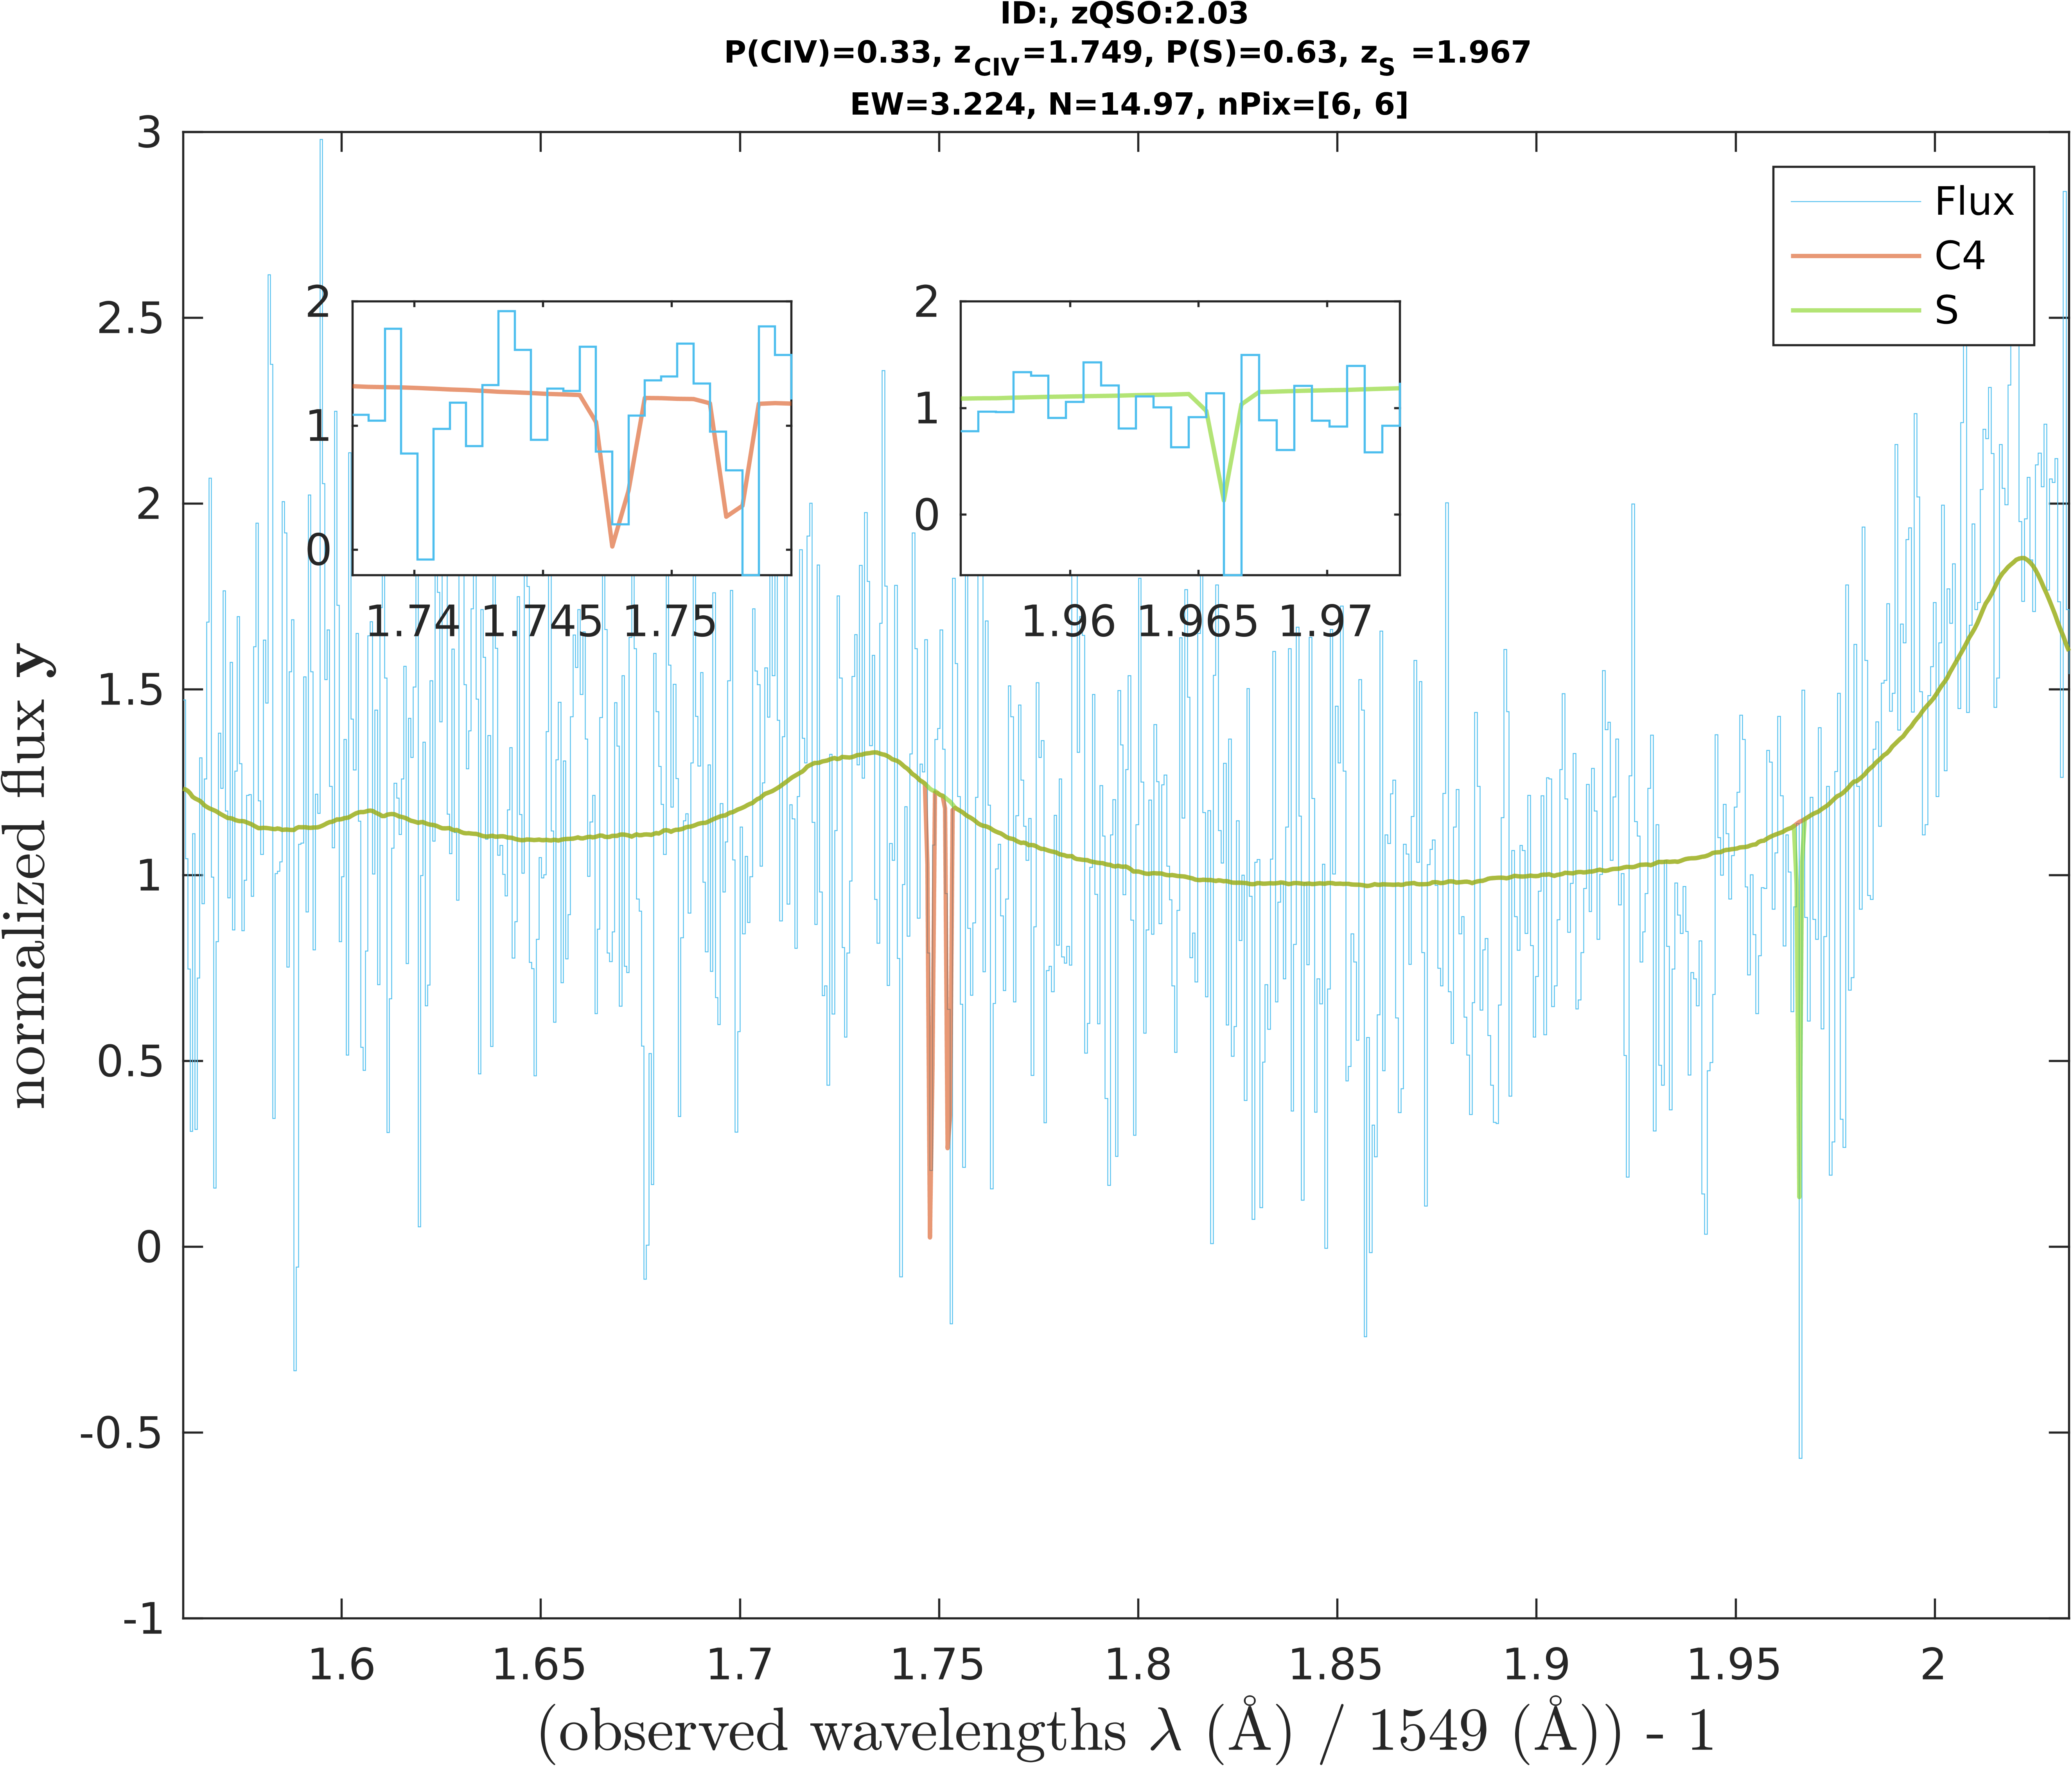 ID:, zQSO:2.03
P(CIV)=0.33, zCIV=1.749, P(S)=0.63, zS =1.967
EW=3.224, N=14.97, nPix=[6, 6]
normalized flux y
3
2.5
2
1.5
1
0.5
0
-0.5
-1
Flux
C4
S
2
1
0
1.74 1.745 1.75
2
1
0
1.96 1.965 1.97
1.6 1.65 1.7 1.75 1.8 1.85 1.9 1.95 2
(observed wavelengths λ (Å) / 1549 (Å)) - 1